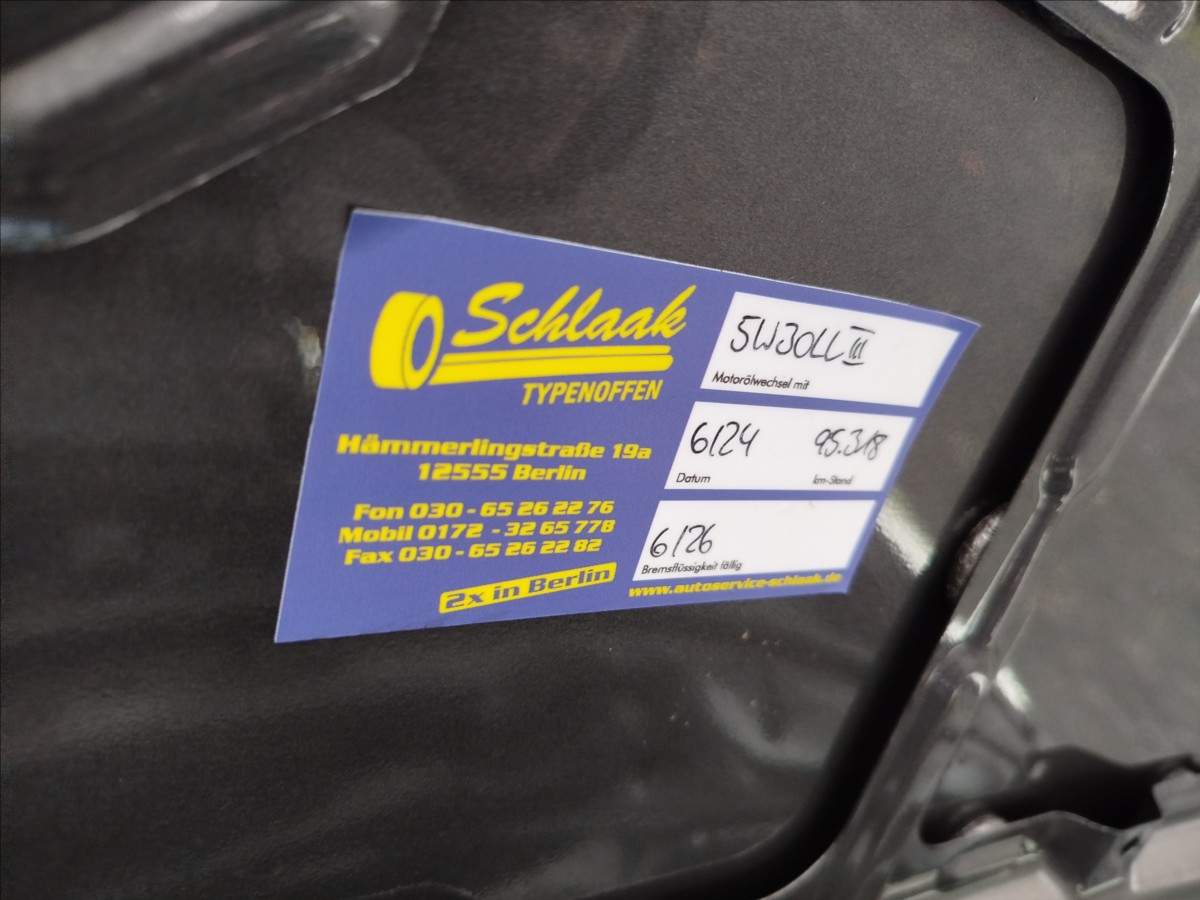 Schlaak
TYPENOFFEN
Hämmerlingstraße 19a
12555 Berlin
Fon 030 - 65 26 22 76
Mobil 0172 - 32 65 778
Fax 030 - 65 26 22 82
2x in Berlin
5W30LL III
Motorölwechsel mit
6/24 95.318
Datum km-Stand
6/26
Bremsflüssigkeit fällig
www.autoservice-schlaak.de